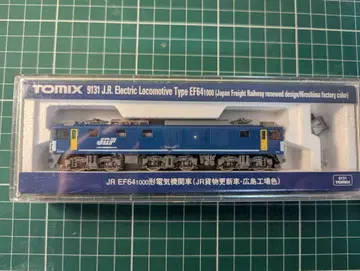 TOMIX 9131 J.R. Electric Locomotive Type EF641000 (Japan Freight Railway renewed design/Hiroshima factory color)
JRF
JR EF641000形電気機関車(JR貨物更新車・広島工場色)
9131
TOMIX